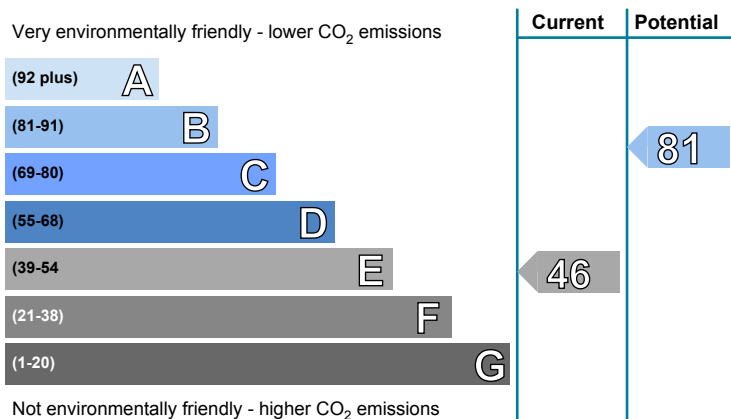 Very environmentally friendly - lower CO₂ emissions
Current
Potential
(92 plus) A
(81-91) B
(69-80) C
(55-68) D
(39-54 E
(21-38) F
(1-20) G
81
46
Not environmentally friendly - higher CO₂ emissions